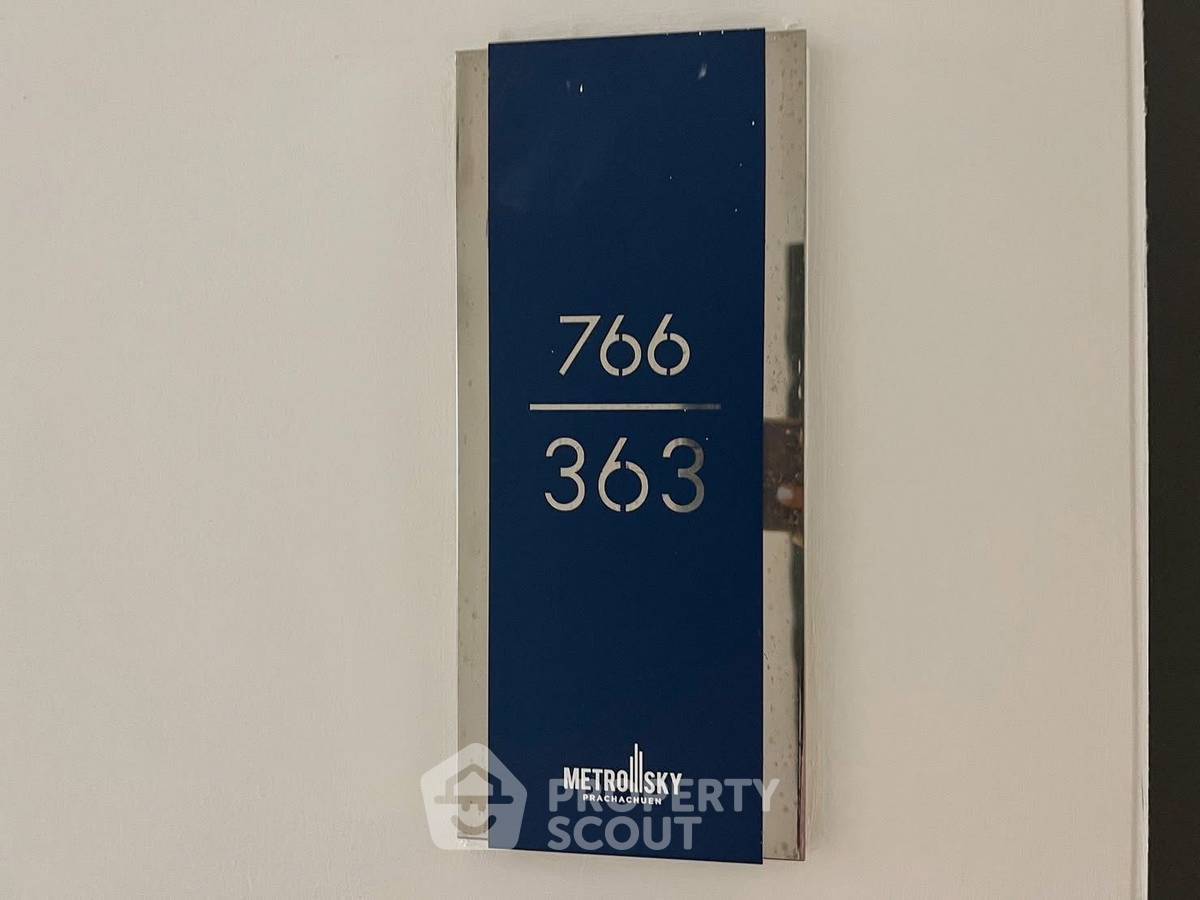 766
363
METRO SKY
PRACHACHUEN
PROPERTY
SCOUT